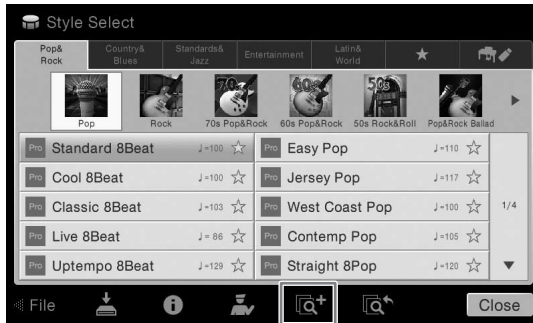 Style Select
Pop& Rock
Country& Blues
Standards& Jazz
Entertainment
Latin& World
Pop
Rock
70s Pop&Rock
60s Pop&Rock
50s Rock&Roll
Pop&Rock Ballad
Pro Standard 8Beat ♩=100
Pro Easy Pop ♩=110
Pro Cool 8Beat ♩=100
Pro Jersey Pop ♩=117
Pro Classic 8Beat ♩=103
Pro West Coast Pop ♩=100
1/4
Pro Live 8Beat ♩= 86
Pro Contemp Pop ♩=105
Pro Uptempo 8Beat ♩=129
Pro Straight 8Pop ♩=120
File
Close